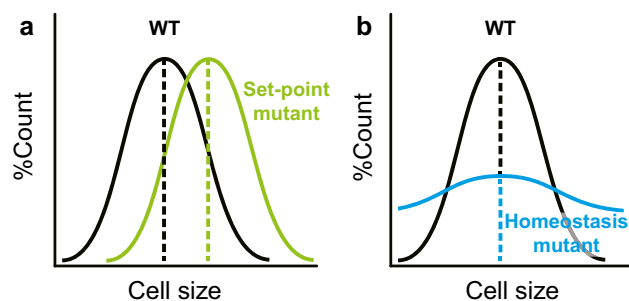 a
WT
Set-point
mutant
%Count
Cell size
b
WT
Homeostasis
mutant
%Count
Cell size